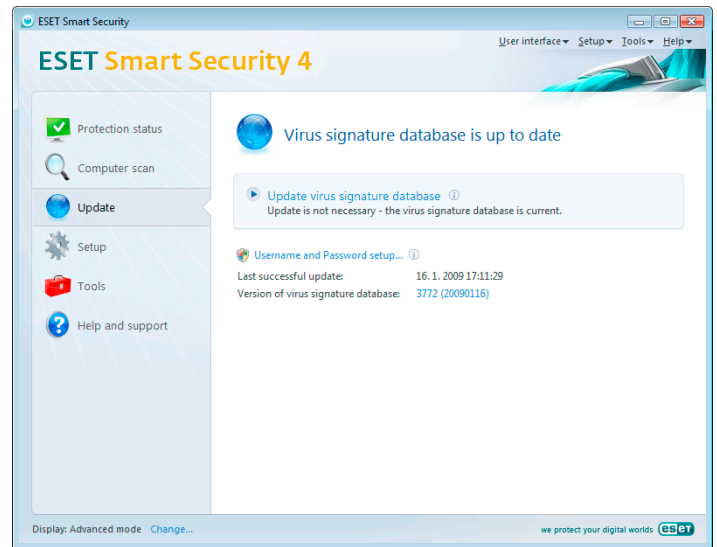 ESET Smart Security
User interface Setup Tools Help
ESET Smart Security 4
Protection status
Computer scan
Update
Setup
Tools
Help and support
Virus signature database is up to date
Update virus signature database
Update is not necessary - the virus signature database is current.
Username and Password setup...
Last successful update: 16. 1. 2009 17:11:29
Version of virus signature database: 3772 (20090116)
Display: Advanced mode Change...
we protect your digital worlds eseT